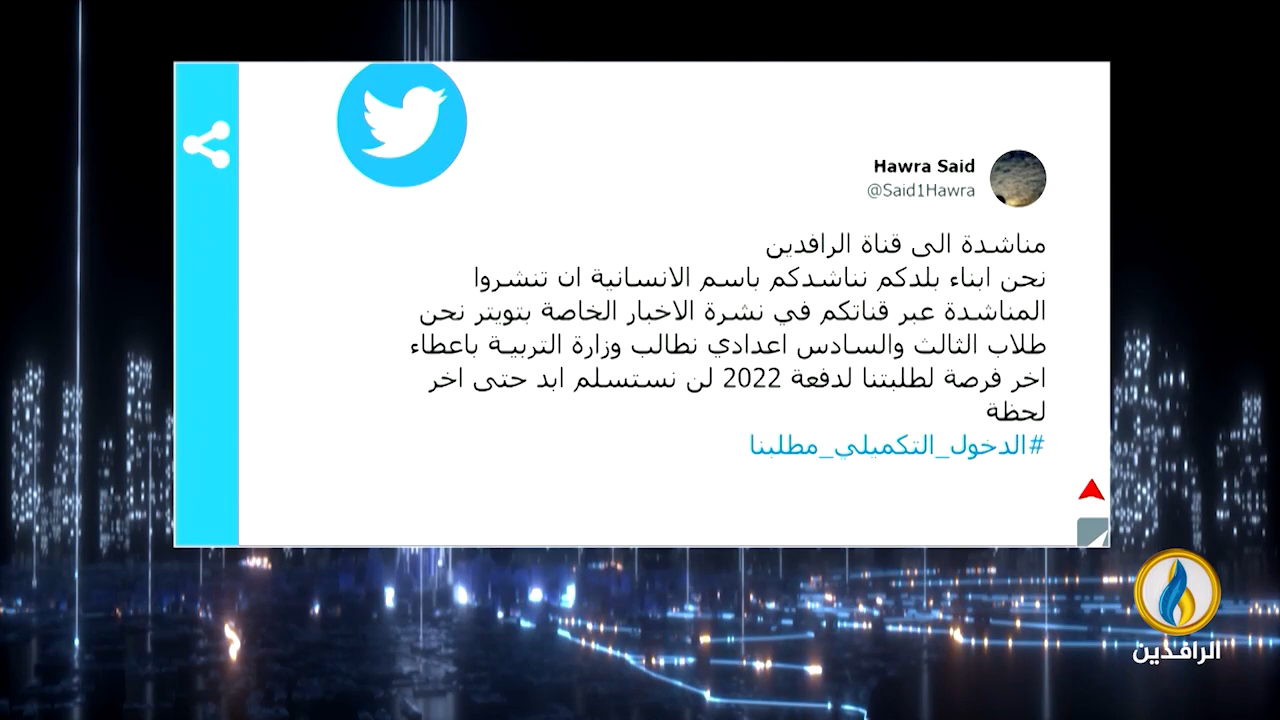 Hawra Said
@Said1Hawra
مناشدة الى قناة الرافدين
نحن ابناء بلدكم نناشدكم باسم الانسانية ان تنشروا
المناشدة عبر قناتكم في نشرة الاخبار الخاصة بتويتر نحن
طلاب الثالث والسادس اعدادي نطالب وزارة التربية باعطاء
اخر فرصة لطلبتنا لدفعة 2022 لن نستسلم ابد حتى اخر
لحظة
#الدخول_التكميلي_مطلبنا
الرافدين